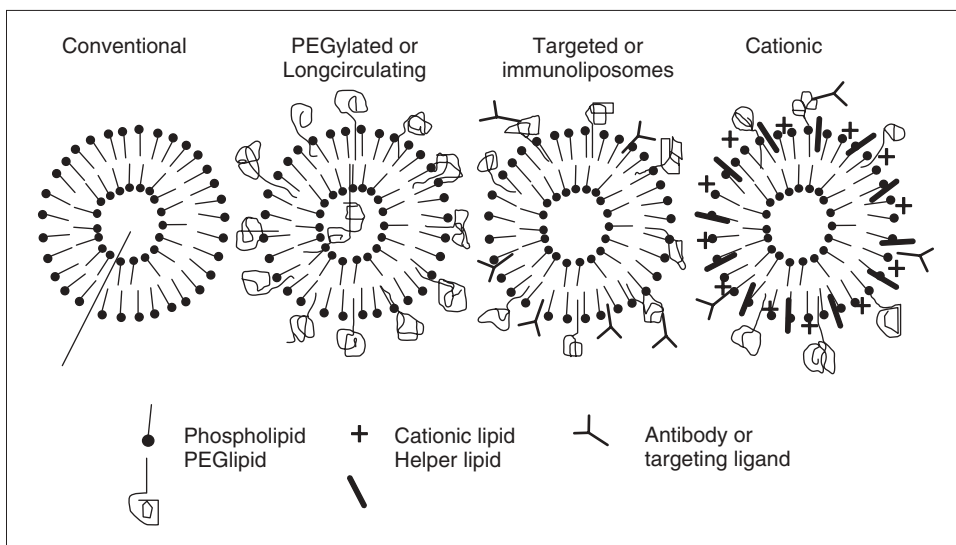 Conventional
PEGylated or
Longcirculating
Targeted or
immunoliposomes
Cationic
Phospholipid
PEGlipid
Cationic lipid
Helper lipid
Antibody or
targeting ligand